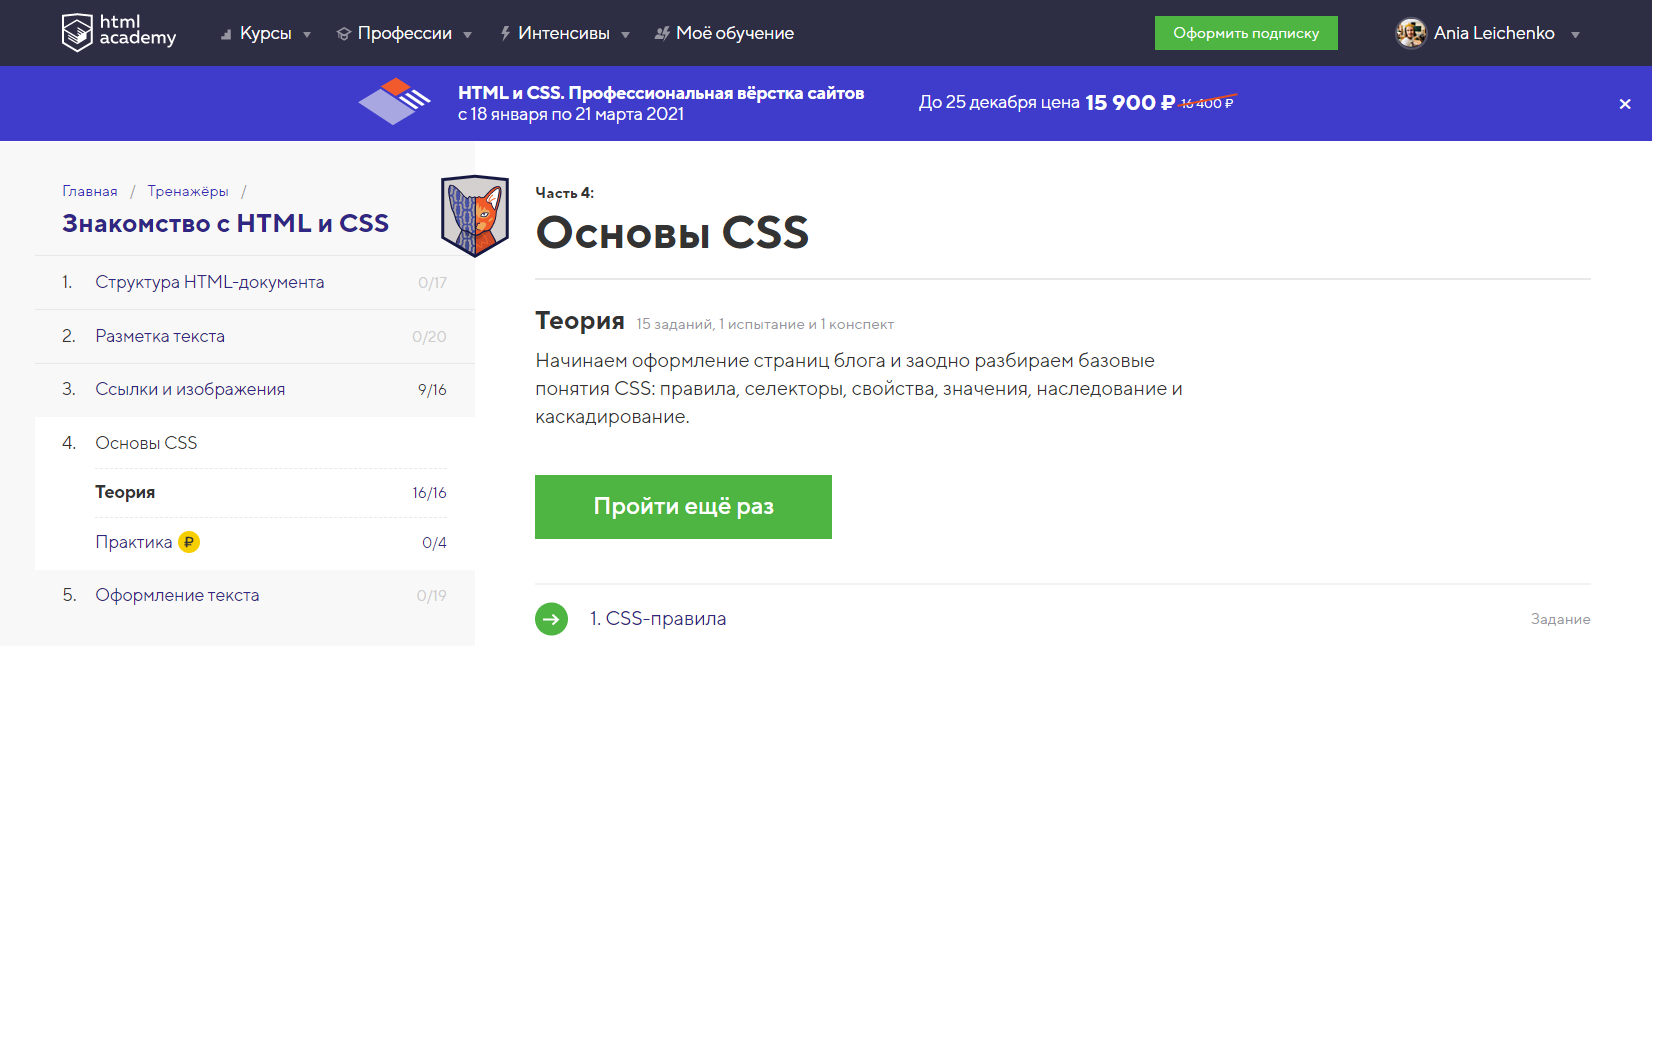 html
academy
Курсы
Профессии
Интенсивы
Моё обучение
Оформить подписку
Ania Leichenko
HTML и CSS. Профессиональная вёрстка сайтов
с 18 января по 21 марта 2021
До 25 декабря цена 15 900 ₽ 16 400 ₽
Главная / Тренажёры /
Знакомство с HTML и CSS
1. Структура HTML-документа 0/17
2. Разметка текста 0/20
3. Ссылки и изображения 9/16
4. Основы CSS
Теория 16/16
Практика ₽ 0/4
5. Оформление текста 0/19
Часть 4:
Основы CSS
Теория 15 заданий, 1 испытание и 1 конспект
Начинаем оформление страниц блога и заодно разбираем базовые
понятия CSS: правила, селекторы, свойства, значения, наследование и
каскадирование.
Пройти ещё раз
1. CSS-правила Задание